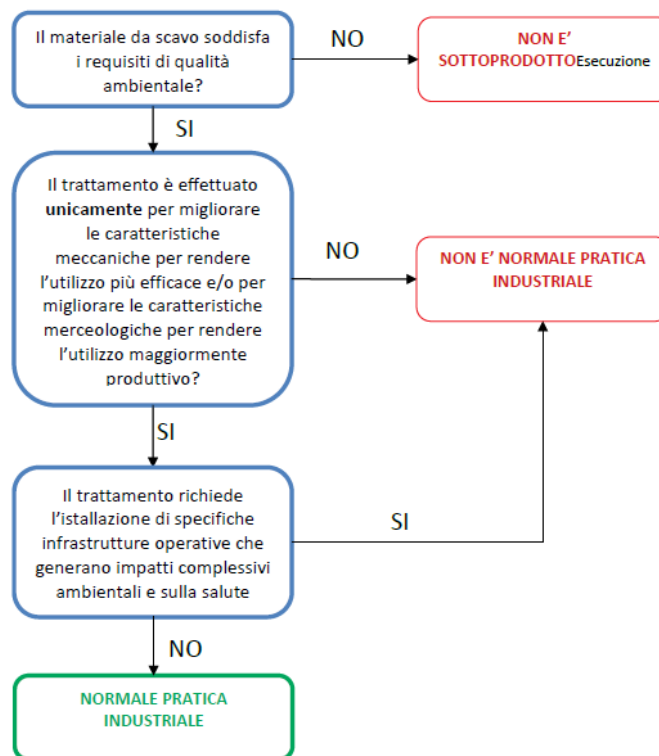 Il materiale da scavo soddisfa
i requisiti di qualità
ambientale?
NO
NON E'
SOTTOPRODOTTOEsecuzione
SI
Il trattamento è effettuato
unicamente per migliorare
le caratteristiche
meccaniche per rendere
l'utilizzo più efficace e/o per
migliorare le caratteristiche
merceologiche per rendere
l'utilizzo maggiormente
produttivo?
NO
NON E' NORMALE PRATICA
INDUSTRIALE
SI
Il trattamento richiede
l'istallazione di specifiche
infrastrutture operative che
generano impatti complessivi
ambientali e sulla salute
SI
NO
NORMALE PRATICA
INDUSTRIALE